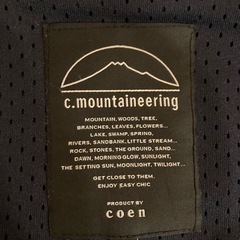 c.mountaineering
MOUNTAIN, WOODS, TREE,
BRANCHES, LEAVES, FLOWERS...
LAKE, SWAMP, SPRING,
RIVERS, SANDBANK, LITTLE STREAM...
ROCK, STONES, THE GROUND, SAND...
DAWN, MORNING GLOW, SUNLIGHT,
THE SETTING SUN, MOONLIGHT, TWILIGHT...
GET CLOSE TO THEM.
ENJOY EASY CHIC
PRODUCT BY
coen